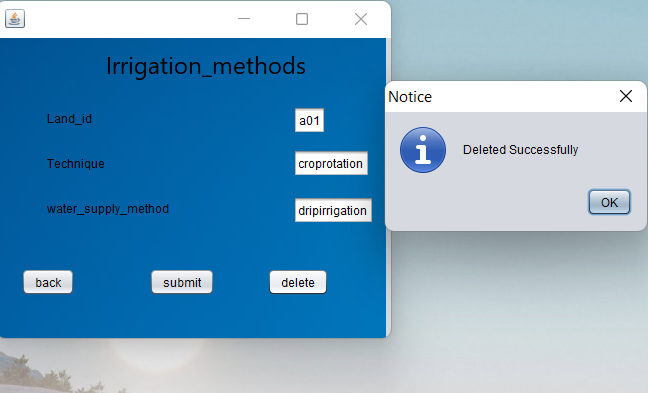 Irrigation_methods
Land_id
a01
Technique
croprotation
water_supply_method
dripirrigation
back
submit
delete
Notice
Deleted Successfully
OK